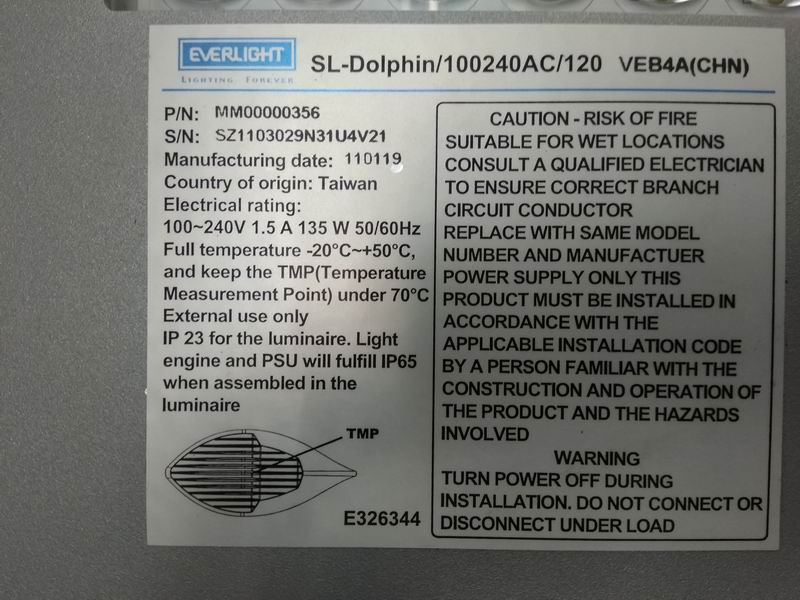 EVERLIGHT
LIGHTING FOREVER
SL-Dolphin/100240AC/120 VEB4A(CHN)
P/N: MM00000356
S/N: SZ1103029N31U4V21
Manufacturing date: 110119
Country of origin: Taiwan
Electrical rating:
100~240V 1.5 A 135 W 50/60Hz
Full temperature -20°C~+50°C,
and keep the TMP(Temperature
Measurement Point) under 70°C
External use only
IP 23 for the luminaire. Light
engine and PSU will fulfill IP65
when assembled in the
luminaire
TMP
E326344
CAUTION - RISK OF FIRE
SUITABLE FOR WET LOCATIONS
CONSULT A QUALIFIED ELECTRICIAN
TO ENSURE CORRECT BRANCH
CIRCUIT CONDUCTOR
REPLACE WITH SAME MODEL
NUMBER AND MANUFACTUER
POWER SUPPLY ONLY THIS
PRODUCT MUST BE INSTALLED IN
ACCORDANCE WITH THE
APPLICABLE INSTALLATION CODE
BY A PERSON FAMILIAR WITH THE
CONSTRUCTION AND OPERATION OF
THE PRODUCT AND THE HAZARDS
INVOLVED
WARNING
TURN POWER OFF DURING
INSTALLATION. DO NOT CONNECT OR
DISCONNECT UNDER LOAD